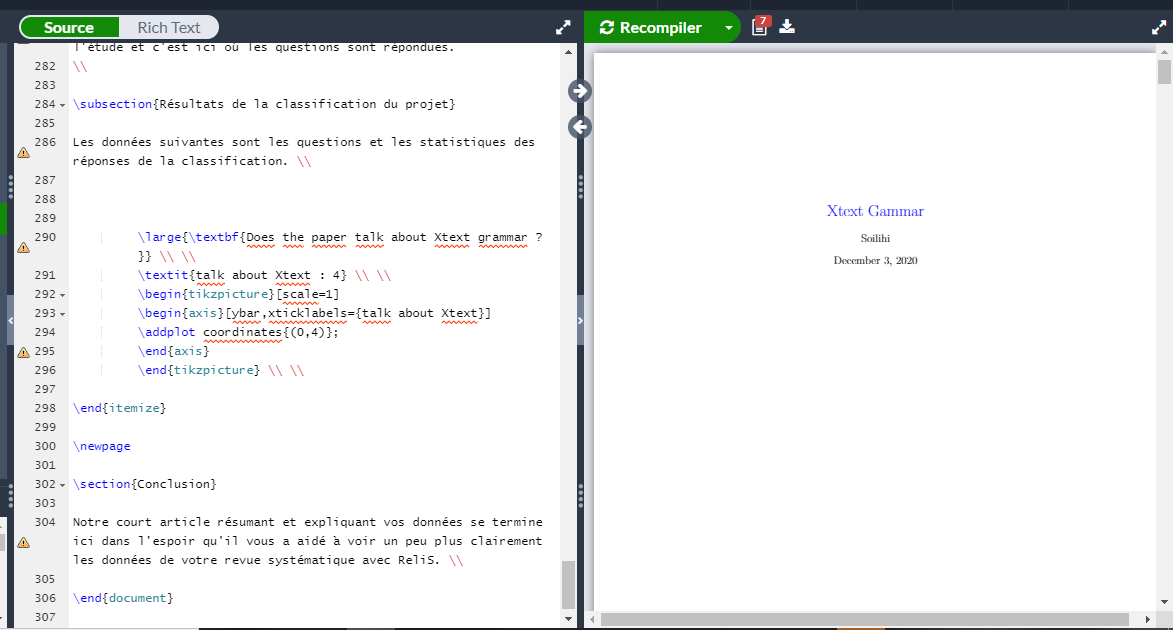 Source Rich Text
Recompiler 7
l'étude et c'est ici où les questions sont répondues.
282 \\
283
284 \subsection{Résultats de la classification du projet}
285
286 Les données suivantes sont les questions et les statistiques des
réponses de la classification. \\
287
288
289
290 \large{\textbf{Does the paper talk about Xtext grammar ?
}} \\ \\
291 \textit{talk about Xtext : 4} \\ \\
292 \begin{tikzpicture}[scale=1]
293 \begin{axis}[ybar,xticklabels={talk about Xtext}]
294 \addplot coordinates{(0,4)};
295 \end{axis}
296 \end{tikzpicture} \\ \\
297
298 \end{itemize}
299
300 \newpage
301
302 \section{Conclusion}
303
304 Notre court article résumant et expliquant vos données se termine
ici dans l'espoir qu'il vous a aidé à voir un peu plus clairement
les données de votre revue systématique avec ReliS. \\
305
306 \end{document}
307
Xtext Gammar
Soilihi
December 3, 2020